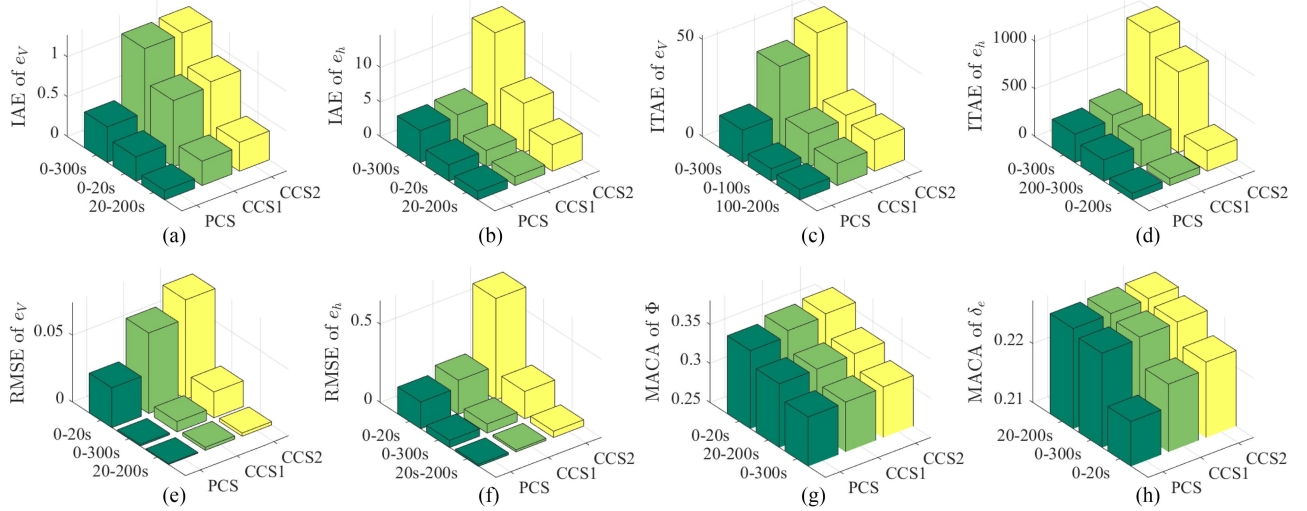 IAE of e_V
1
0.5
0
0-300s
0-20s
20-200s
PCS
CCS1
CCS2
(a)
IAE of e_h
10
5
0
0-300s
0-20s
20-200s
PCS
CCS1
CCS2
(b)
ITAE of e_V
50
0
0-300s
0-100s
100-200s
PCS
CCS1
CCS2
(c)
ITAE of e_h
1000
500
0
0-300s
200-300s
0-200s
PCS
CCS1
CCS2
(d)
RMSE of e_V
0.05
0
0-20s
0-300s
20-200s
PCS
CCS1
CCS2
(e)
RMSE of e_h
0.5
0
0-20s
0-300s
20s-200s
PCS
CCS1
CCS2
(f)
MACA of Φ
0.35
0.3
0.25
0-20s
20-200s
0-300s
PCS
CCS1
CCS2
(g)
MACA of δ_e
0.22
0.21
20-200s
0-300s
0-20s
PCS
CCS1
CCS2
(h)